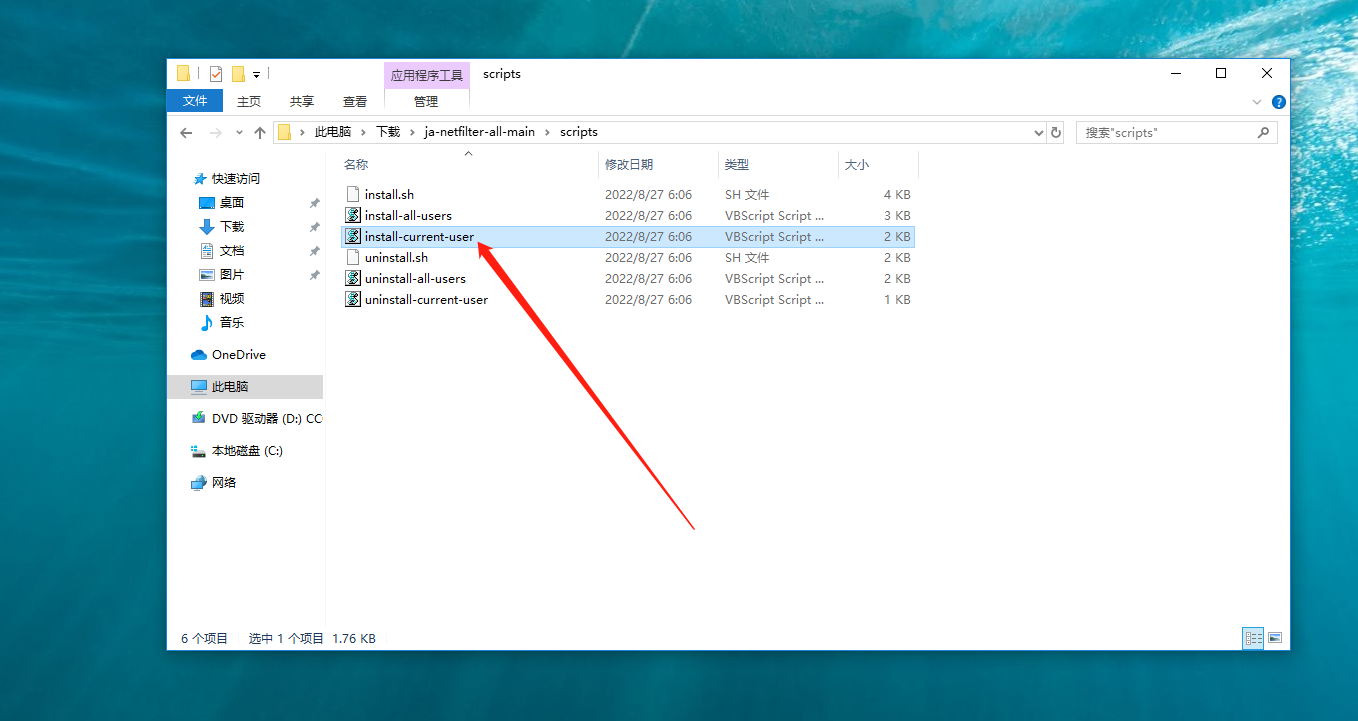 应用程序工具 scripts
文件 主页 共享 查看 管理
此电脑 下载 ja-netfilter-all-main scripts 搜索"scripts"
名称 修改日期 类型 大小
快速访问
桌面
下载
文档
图片
视频
音乐
OneDrive
此电脑
DVD 驱动器 (D:) CC
本地磁盘 (C:)
网络
install.sh 2022/8/27 6:06 SH 文件 4 KB
install-all-users 2022/8/27 6:06 VBScript Script ... 3 KB
install-current-user 2022/8/27 6:06 VBScript Script ... 2 KB
uninstall.sh 2022/8/27 6:06 SH 文件 2 KB
uninstall-all-users 2022/8/27 6:06 VBScript Script ... 2 KB
uninstall-current-user 2022/8/27 6:06 VBScript Script ... 1 KB
6 个项目 选中 1 个项目 1.76 KB